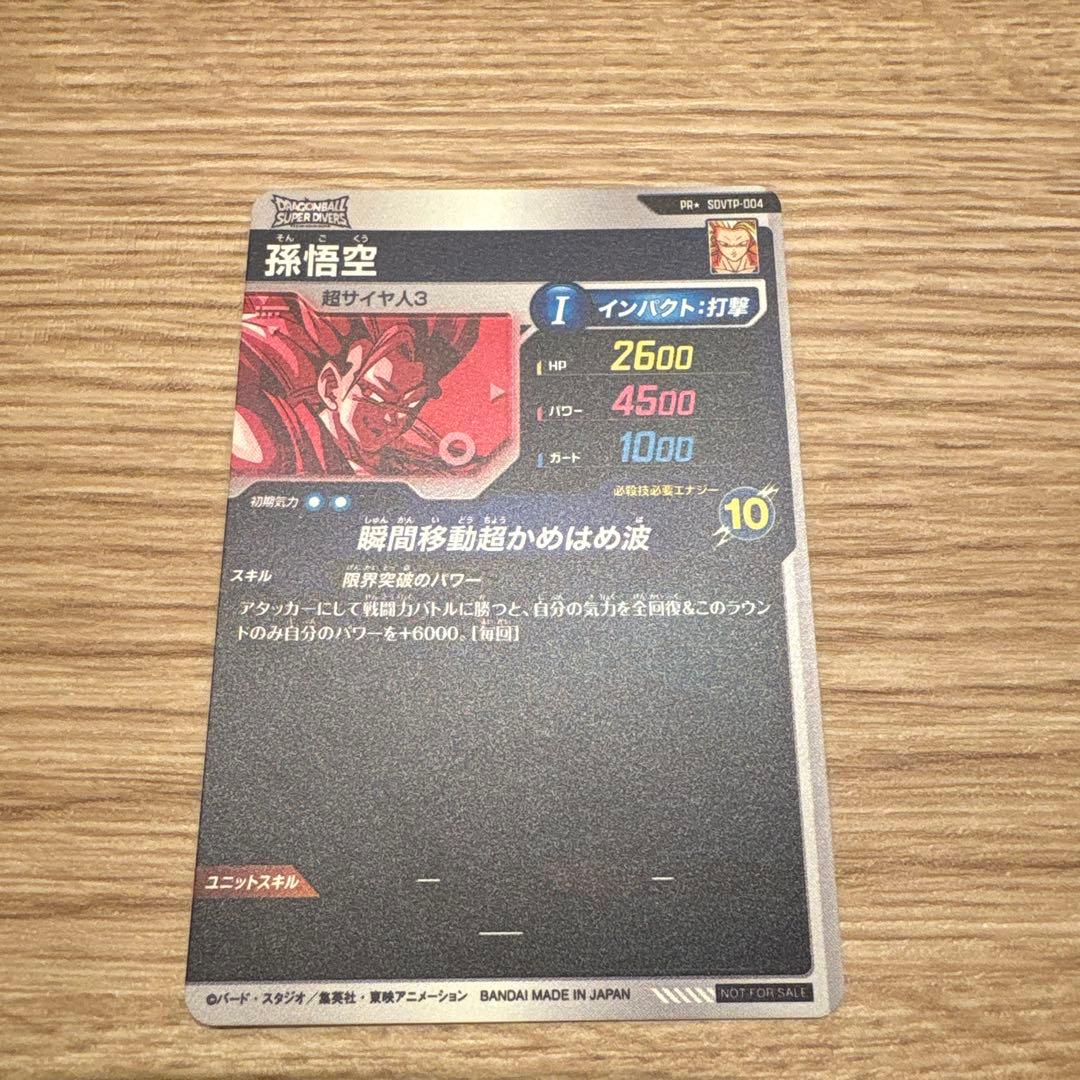 DRAGONBALL
SUPER DIVERS
PR★ SDVTP-004
そん ご くう
孫悟空
超サイヤ人3
I インパクト:打撃
HP 2600
パワー 4500
ガード 1000
初期気力
必殺技必要エナジー
10
しゅん かん い どう ちょう は
瞬間移動超かめはめ波
スキル 限界突破のパワー
アタッカーにして戦闘力バトルに勝つと、自分の気力を全回復&このラウン
ドのみ自分のパワーを+6000。[毎回]
ユニットスキル ― ―
―
©バード・スタジオ/集英社・東映アニメーション BANDAI MADE IN JAPAN NOT FOR SALE